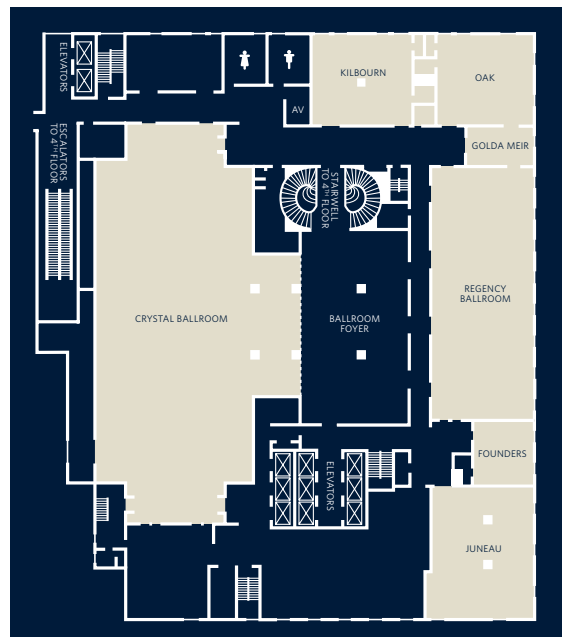 ELEVATORS
KILBOURN
OAK
AV
ESCALATORS
TO 4TH FLOOR
GOLDA MEIR
STAIRWELL
TO 4TH FLOOR
REGENCY
BALLROOM
CRYSTAL BALLROOM
BALLROOM
FOYER
FOUNDERS
ELEVATORS
JUNEAU